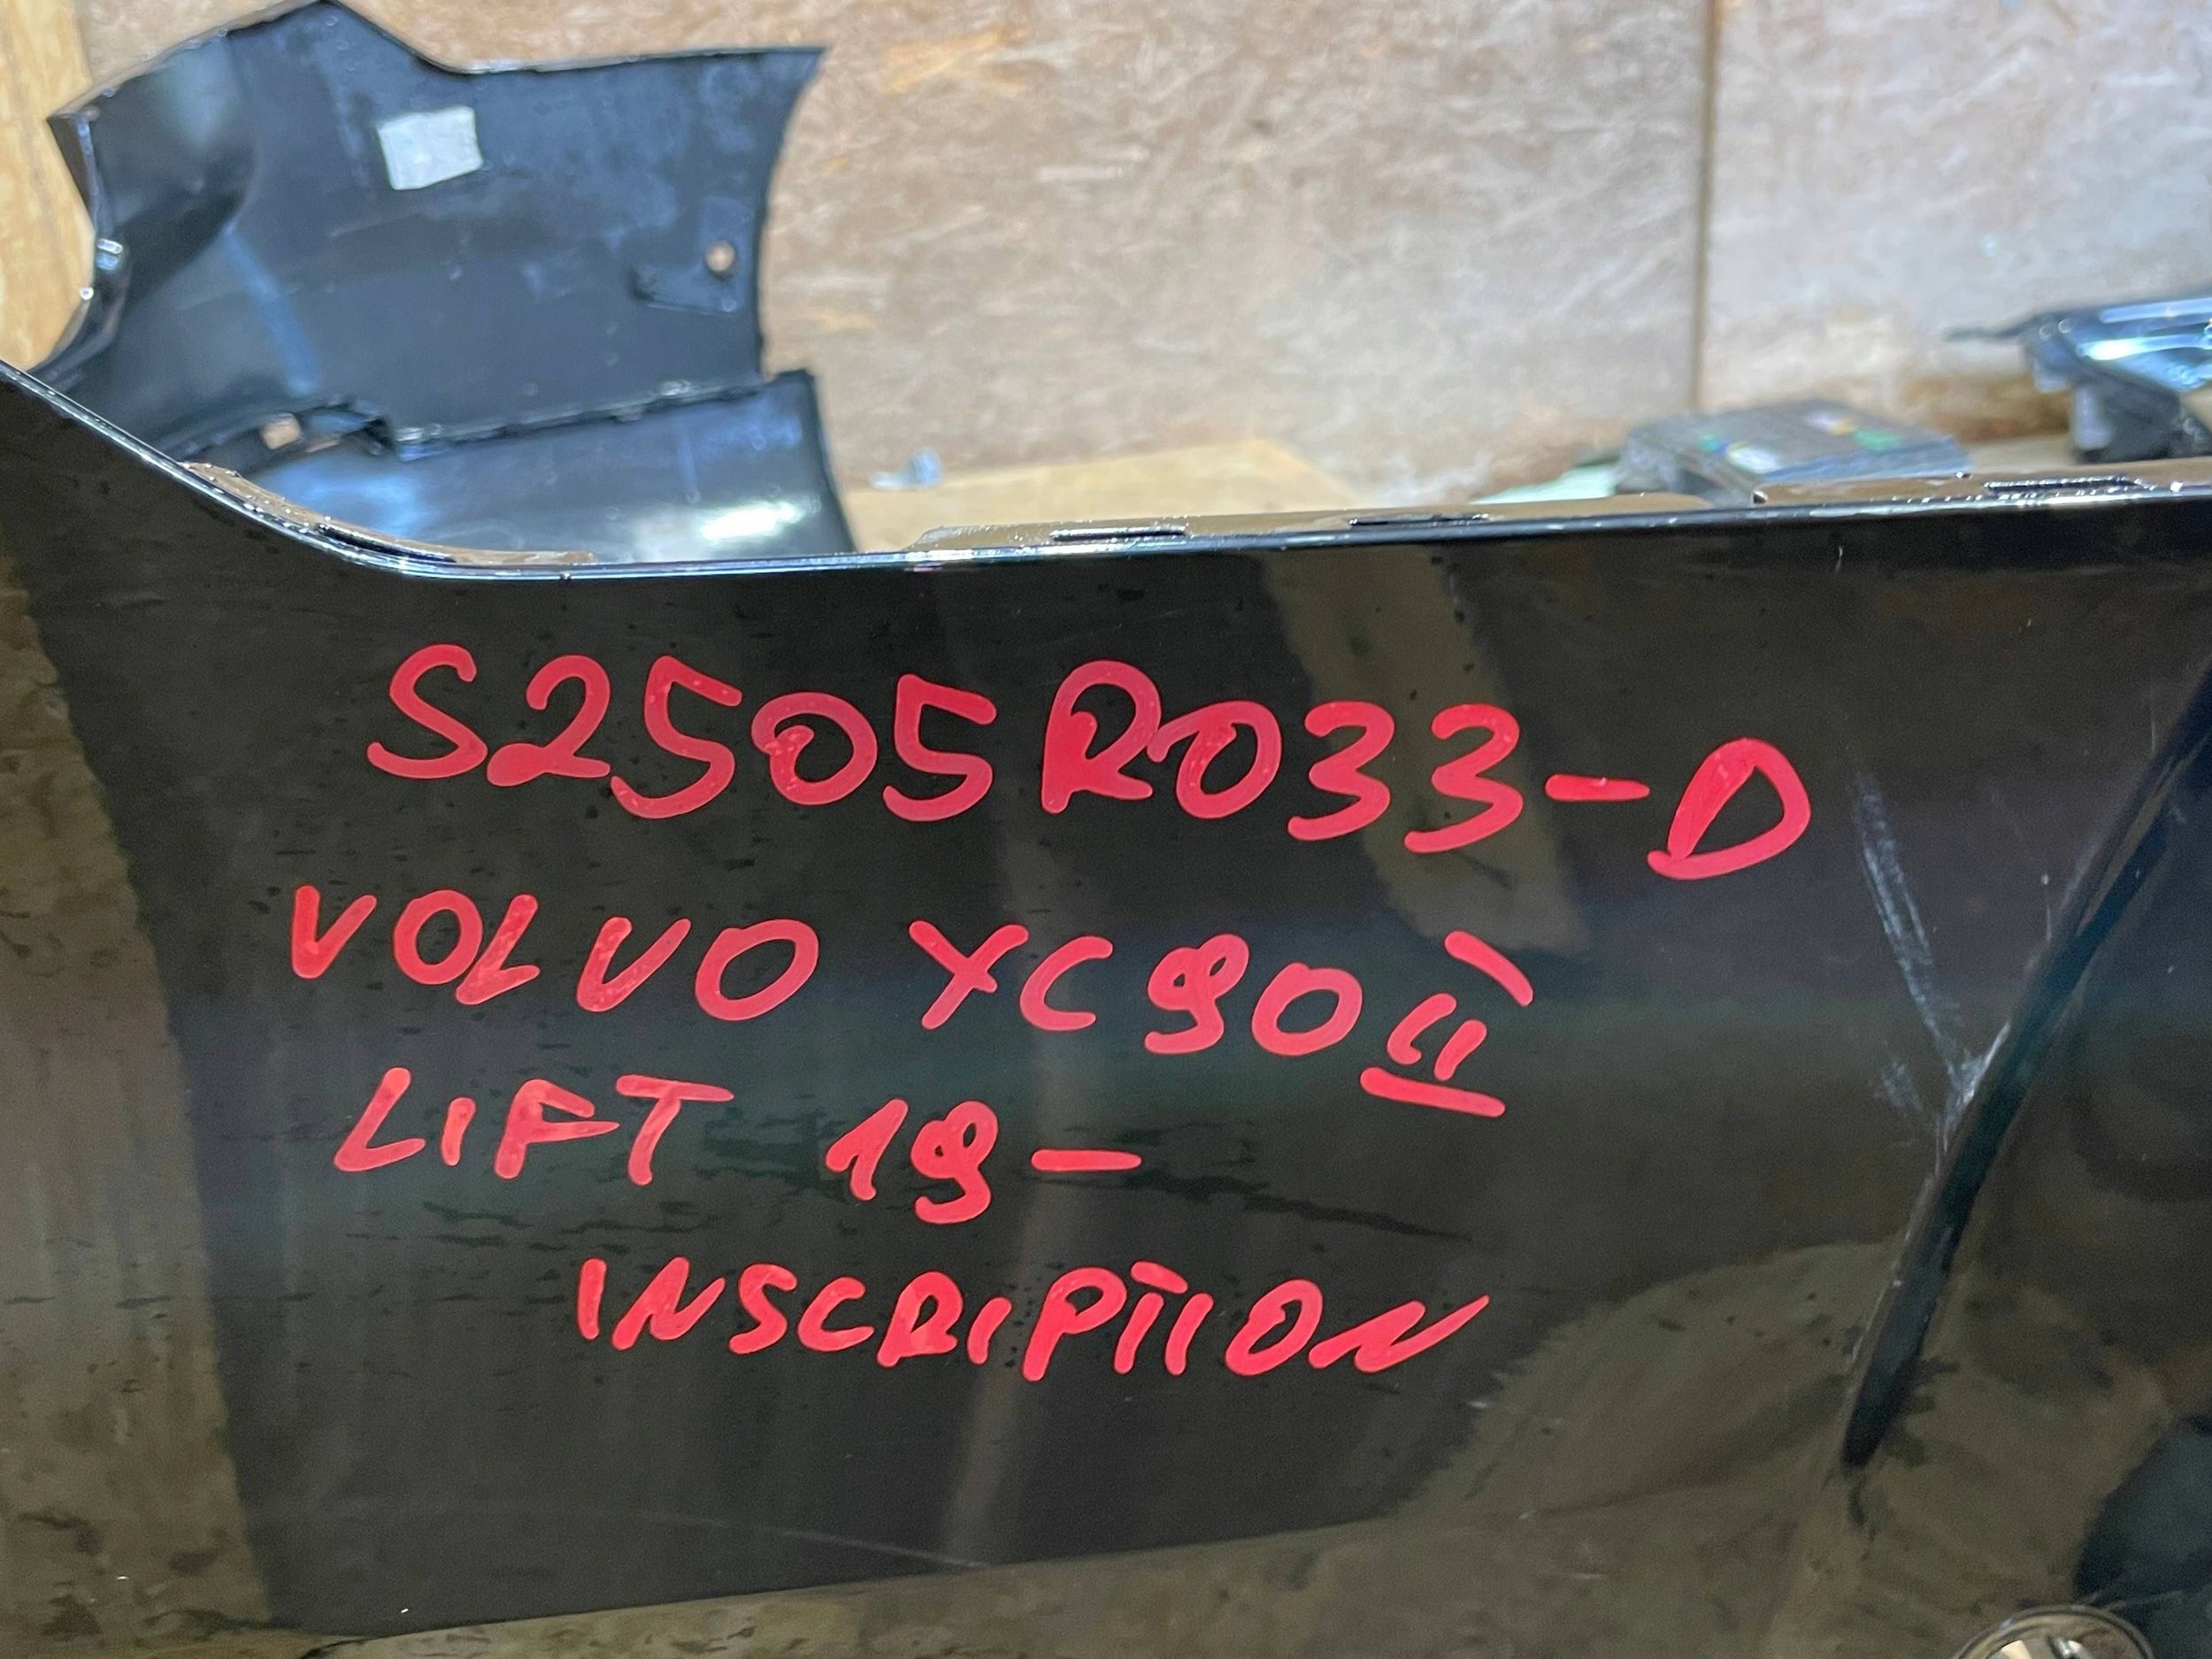 S2505R033-D
VOLVO XC90 II
LIFT 19-
INSCRIPTION